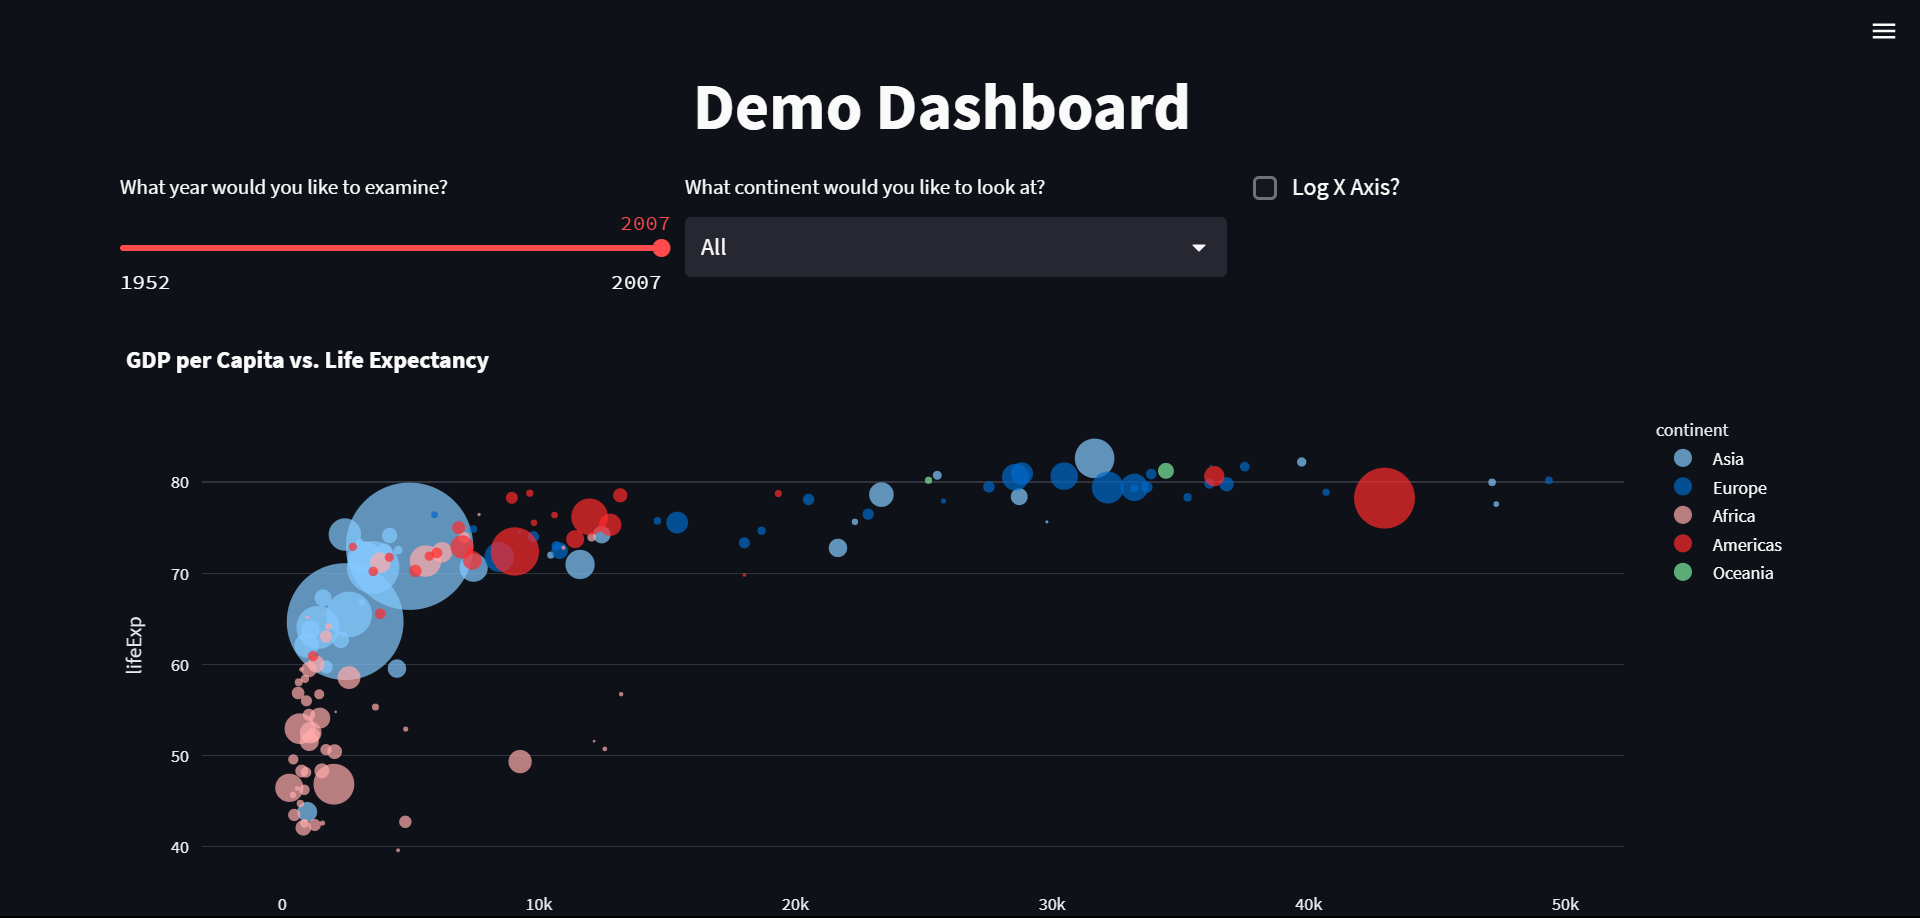 Demo Dashboard
What year would you like to examine?
2007
1952 2007
What continent would you like to look at?
All
Log X Axis?
GDP per Capita vs. Life Expectancy
lifeExp
80
70
60
50
40
0 10k 20k 30k 40k 50k
continent
Asia
Europe
Africa
Americas
Oceania